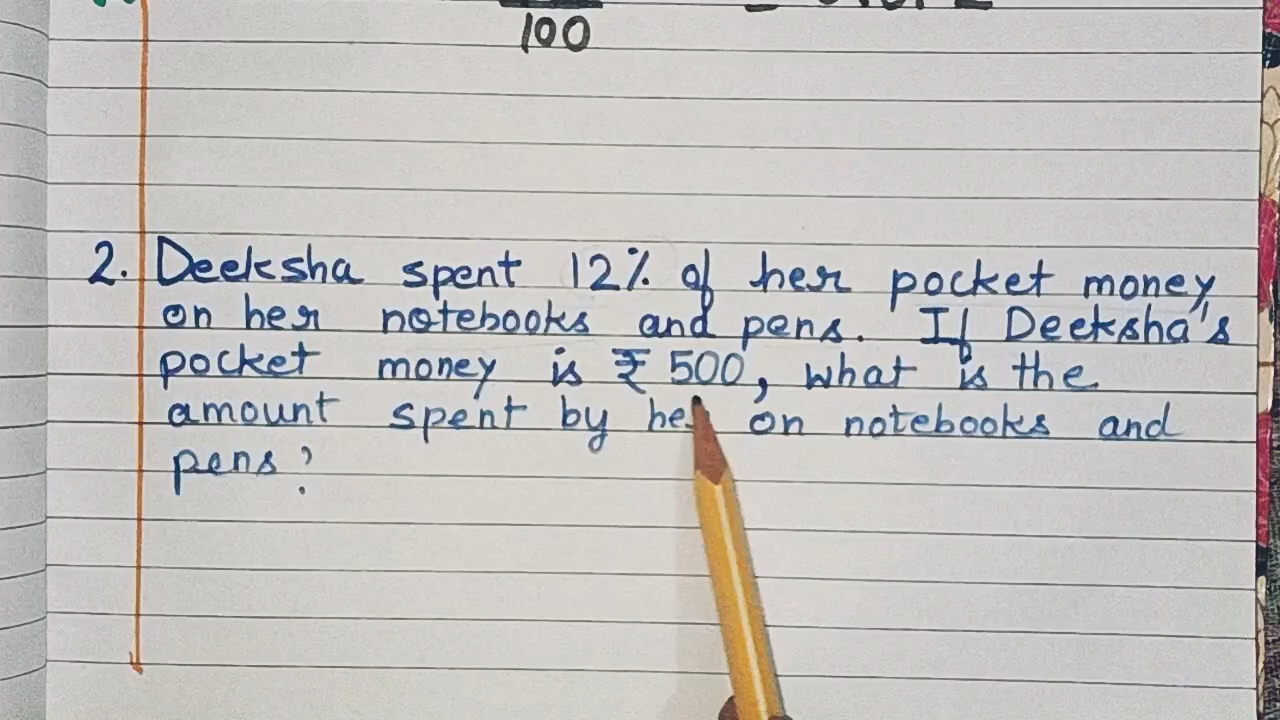 100
2. Deeksha spent 12% of her pocket money
on her notebooks and pens. If Deeksha's
pocket money is ₹ 500, what is the
amount spent by her on notebooks and
pens?